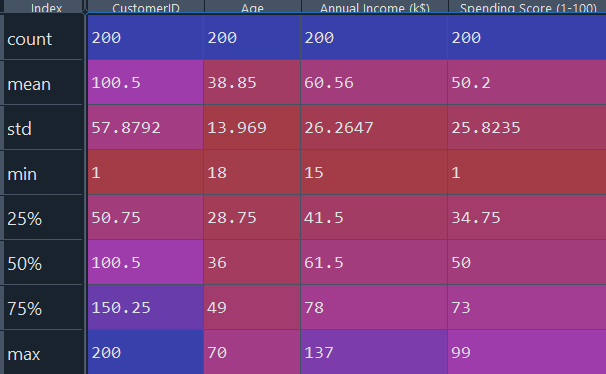 Index CustomerID Age Annual Income (k$) Spending Score (1-100)
count 200 200 200 200
mean 100.5 38.85 60.56 50.2
std 57.8792 13.969 26.2647 25.8235
min 1 18 15 1
25% 50.75 28.75 41.5 34.75
50% 100.5 36 61.5 50
75% 150.25 49 78 73
max 200 70 137 99